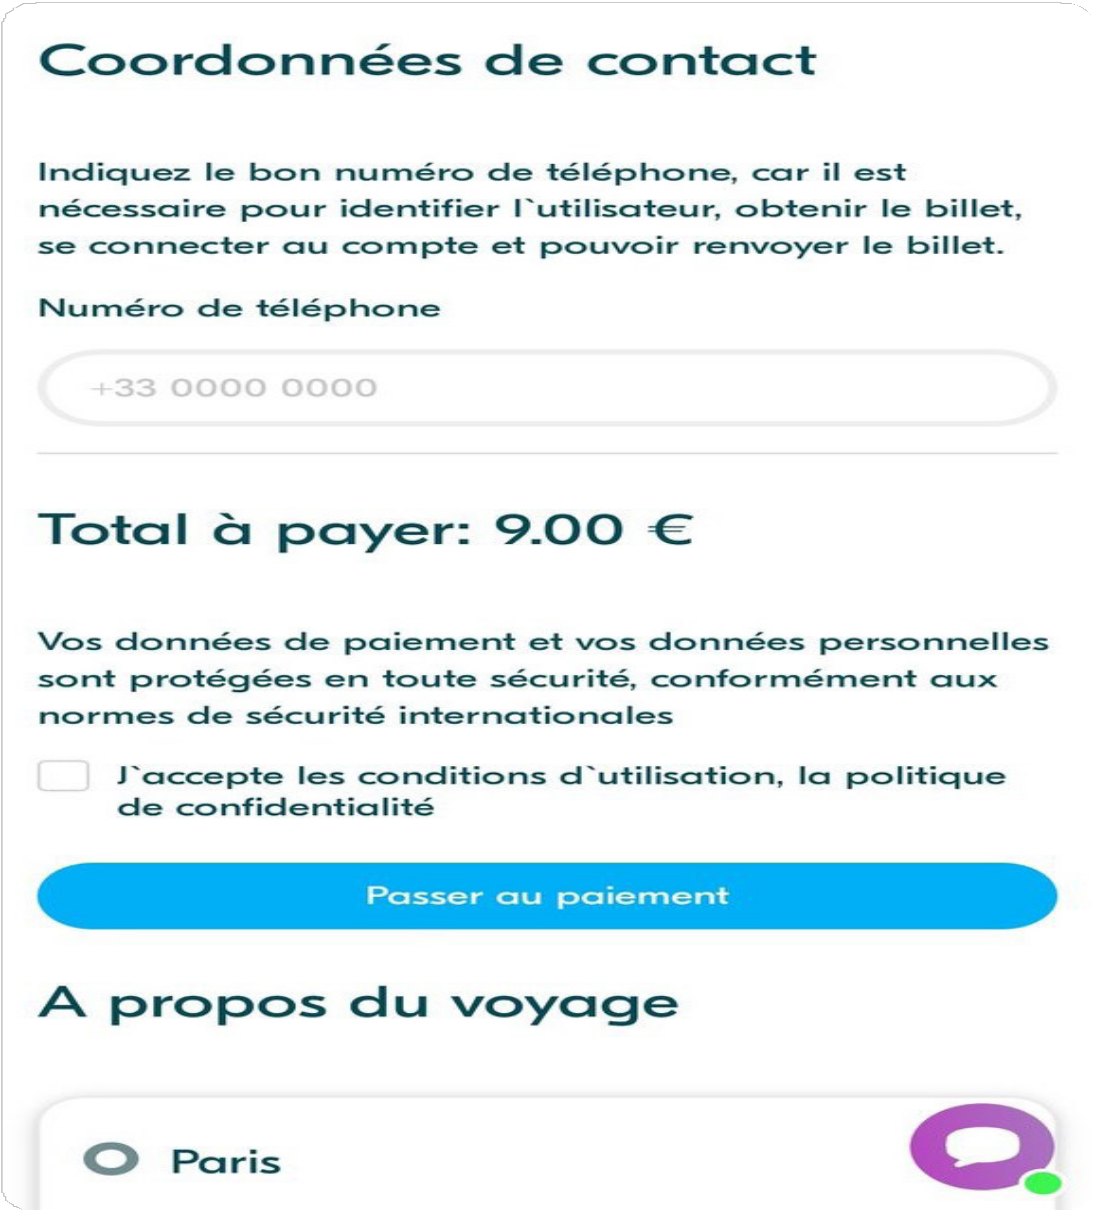 Coordonnées de contact
Indiquez le bon numéro de téléphone, car il est
nécessaire pour identifier l`utilisateur, obtenir le billet,
se connecter au compte et pouvoir renvoyer le billet.
Numéro de téléphone
+33 0000 0000
Total à payer: 9.00 €
Vos données de paiement et vos données personnelles
sont protégées en toute sécurité, conformément aux
normes de sécurité internationales
J`accepte les conditions d`utilisation, la politique
de confidentialité
Passer au paiement
A propos du voyage
Paris